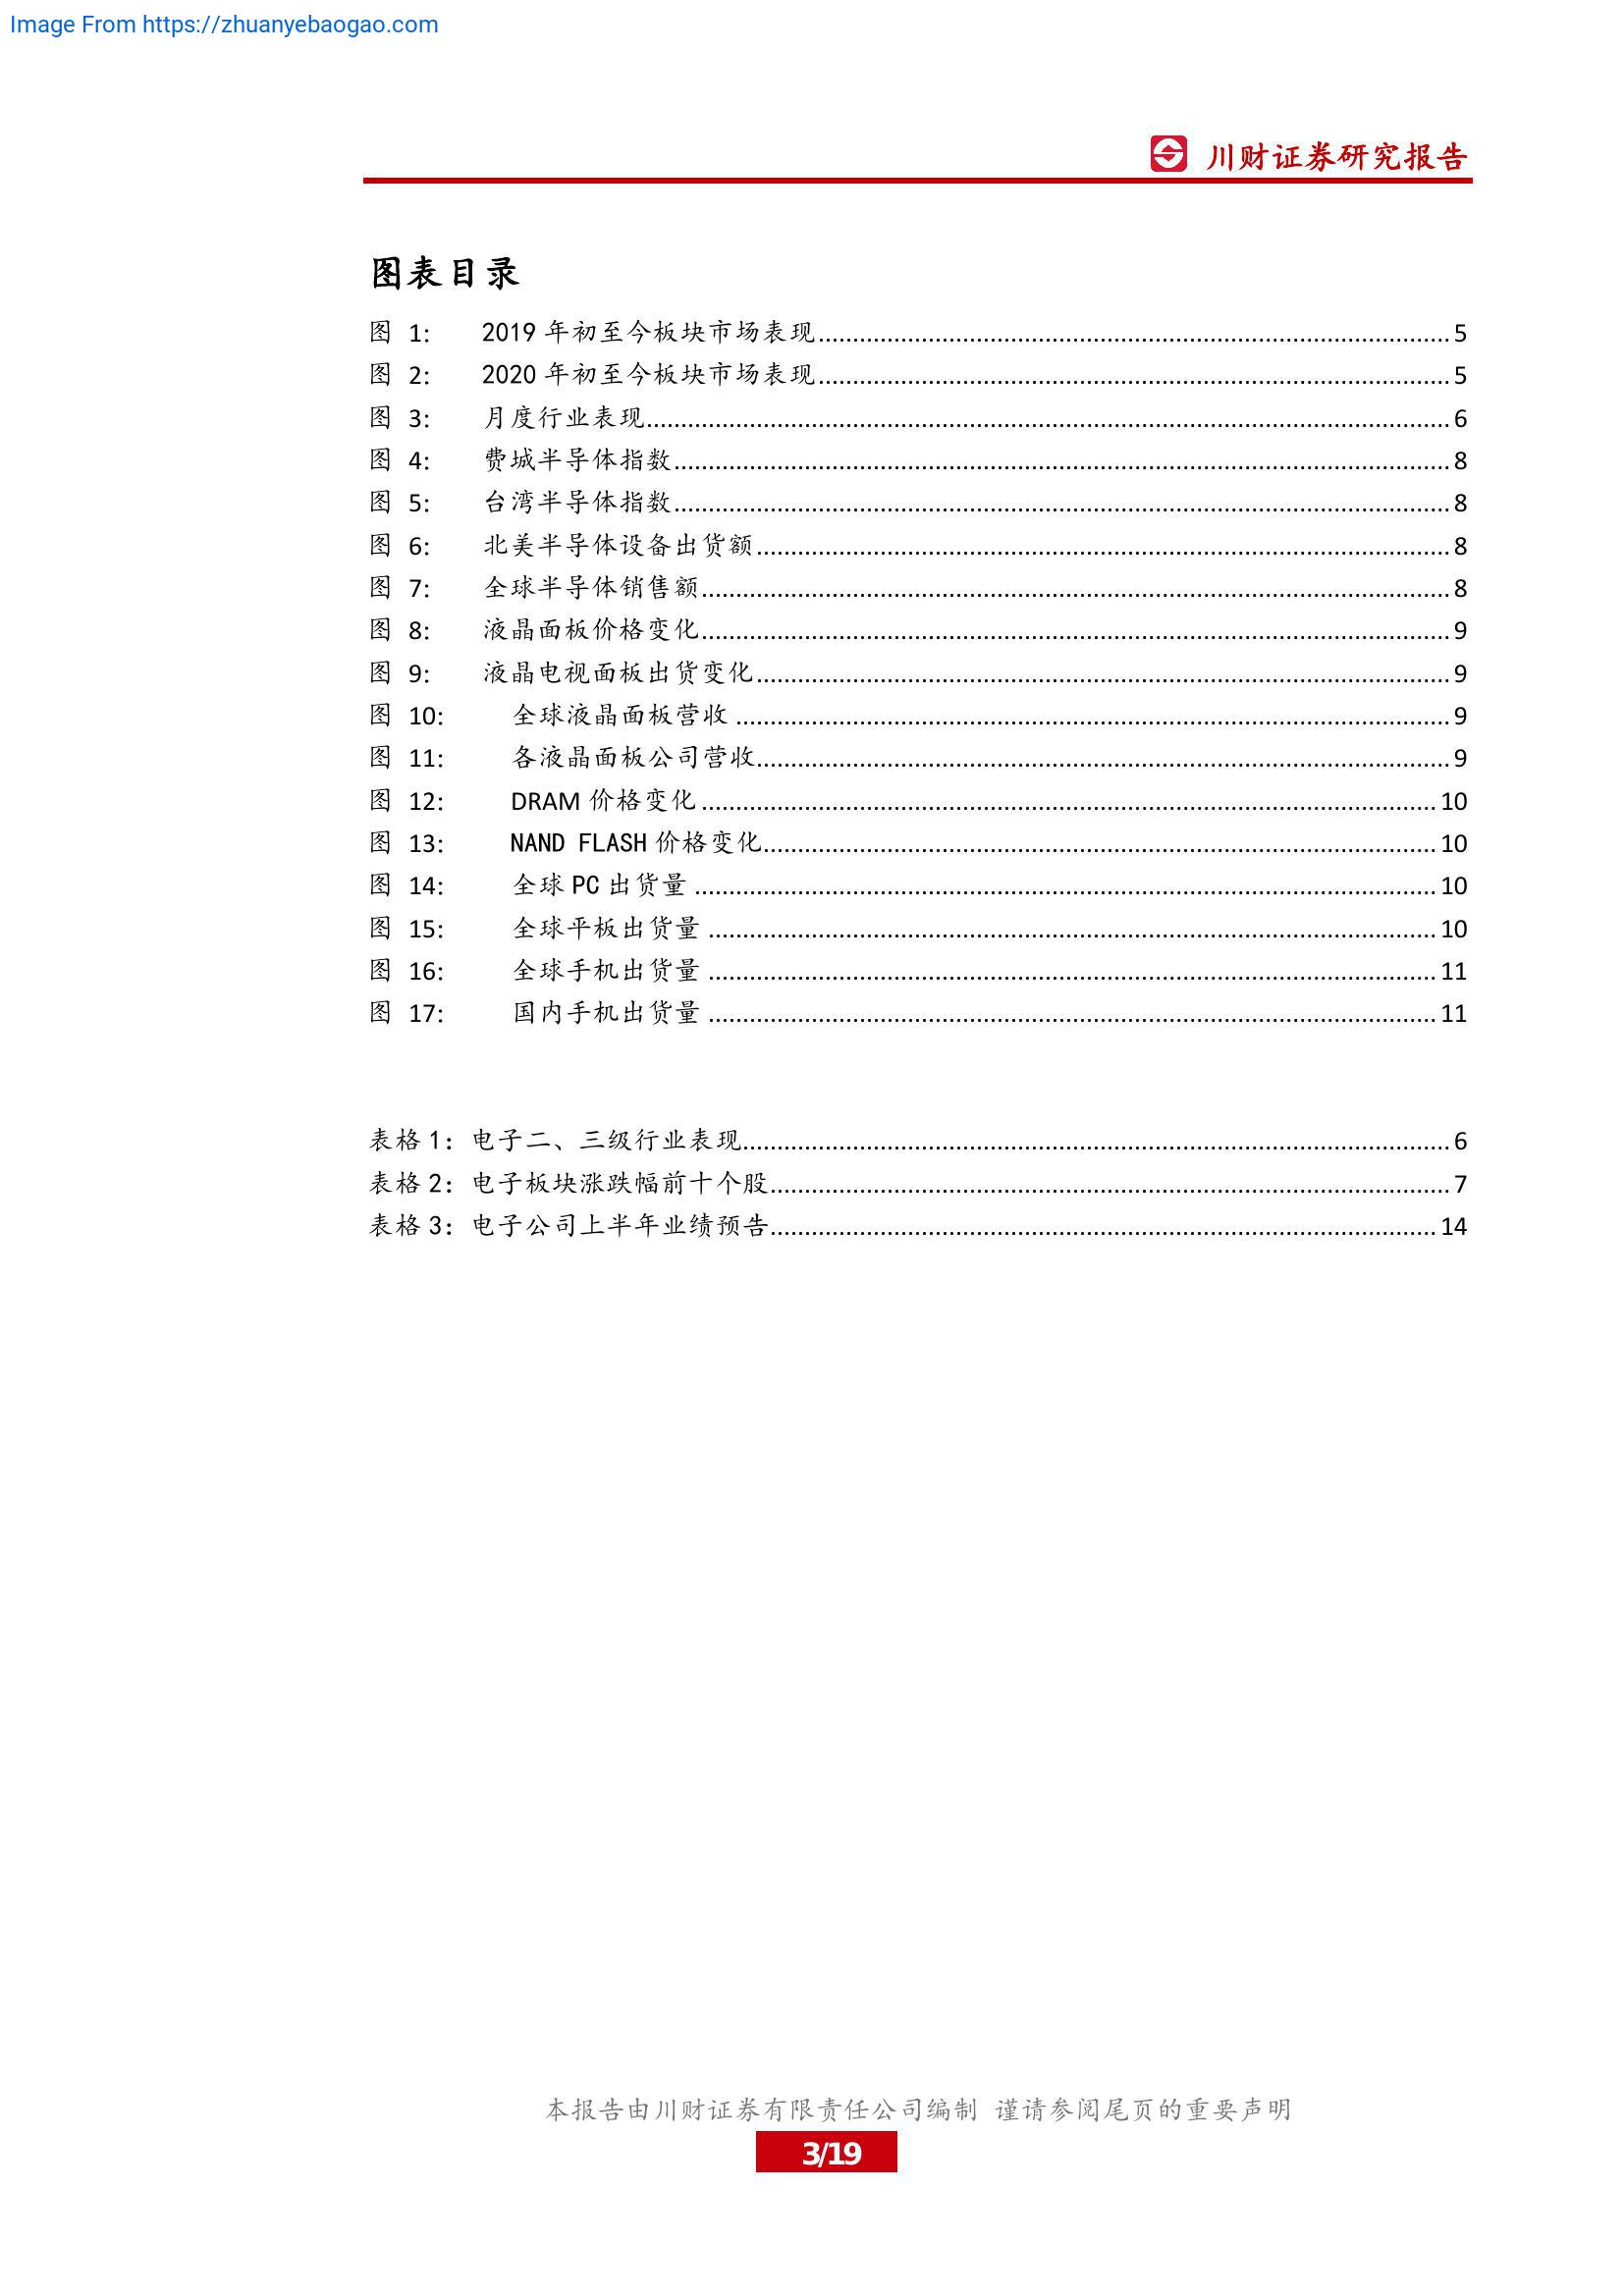 Image From https://zhuanyebaogao.com
川财证券研究报告
图表目录
图 1: 2019 年初至今板块市场表现 5
图 2: 2020 年初至今板块市场表现 5
图 3: 月度行业表现 6
图 4: 费城半导体指数 8
图 5: 台湾半导体指数 8
图 6: 北美半导体设备出货额 8
图 7: 全球半导体销售额 8
图 8: 液晶面板价格变化 9
图 9: 液晶电视面板出货变化 9
图 10: 全球液晶面板营收 9
图 11: 各液晶面板公司营收 9
图 12: DRAM 价格变化 10
图 13: NAND FLASH 价格变化 10
图 14: 全球 PC 出货量 10
图 15: 全球平板出货量 10
图 16: 全球手机出货量 11
图 17: 国内手机出货量 11
表格 1：电子二、三级行业表现 6
表格 2：电子板块涨跌幅前十个股 7
表格 3：电子公司上半年业绩预告 14
本报告由川财证券有限责任公司编制 谨请参阅尾页的重要声明
3/19